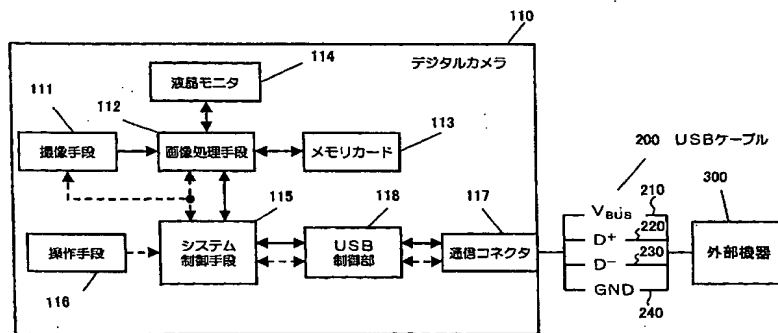 110
デジタルカメラ
114
液晶モニタ
111
112
113
撮像手段
画像処理手段
メモリカード
115
118
117
操作手段
116
システム
制御手段
USB
制御部
通信コネクタ
200 USBケーブル
VBUS 210
D+ 220
D- 230
GND 240
300
外部機器